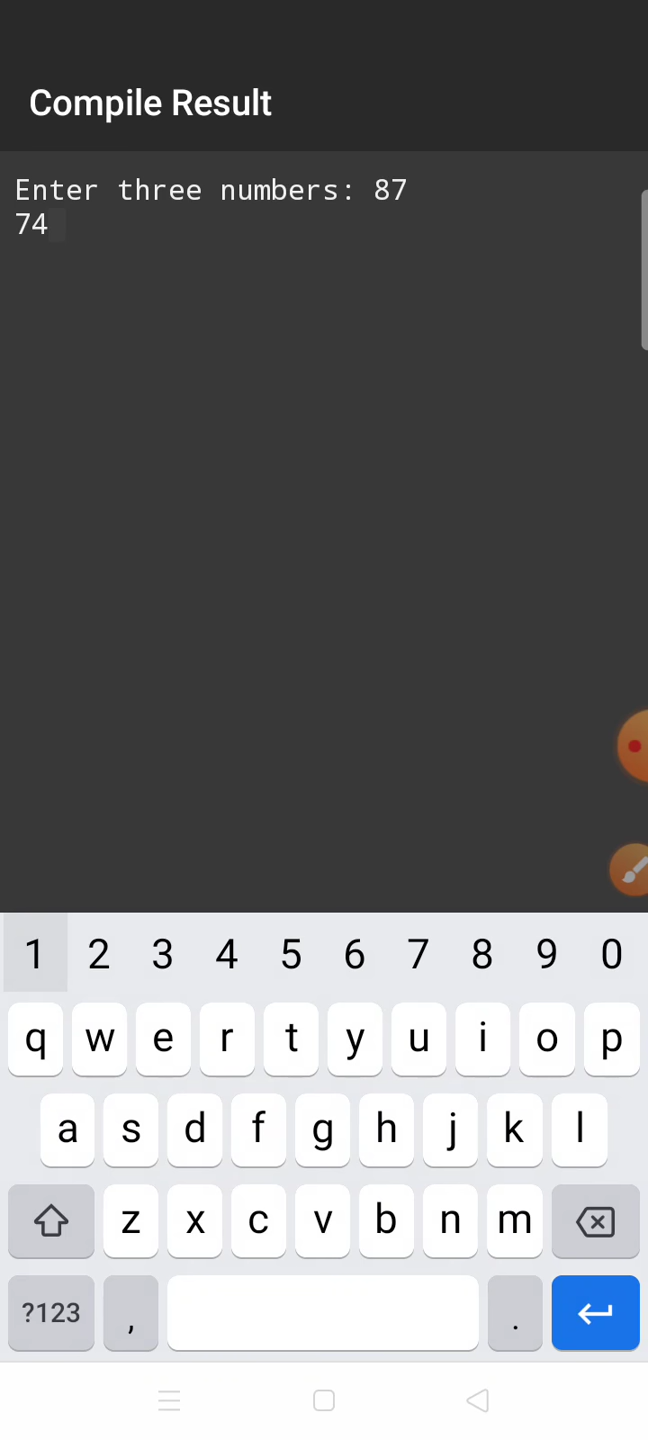 Compile Result
Enter three numbers: 87
74
1 2 3 4 5 6 7 8 9 0
q w e r t y u i o p
a s d f g h j k l
z x c v b n m
?123 , .